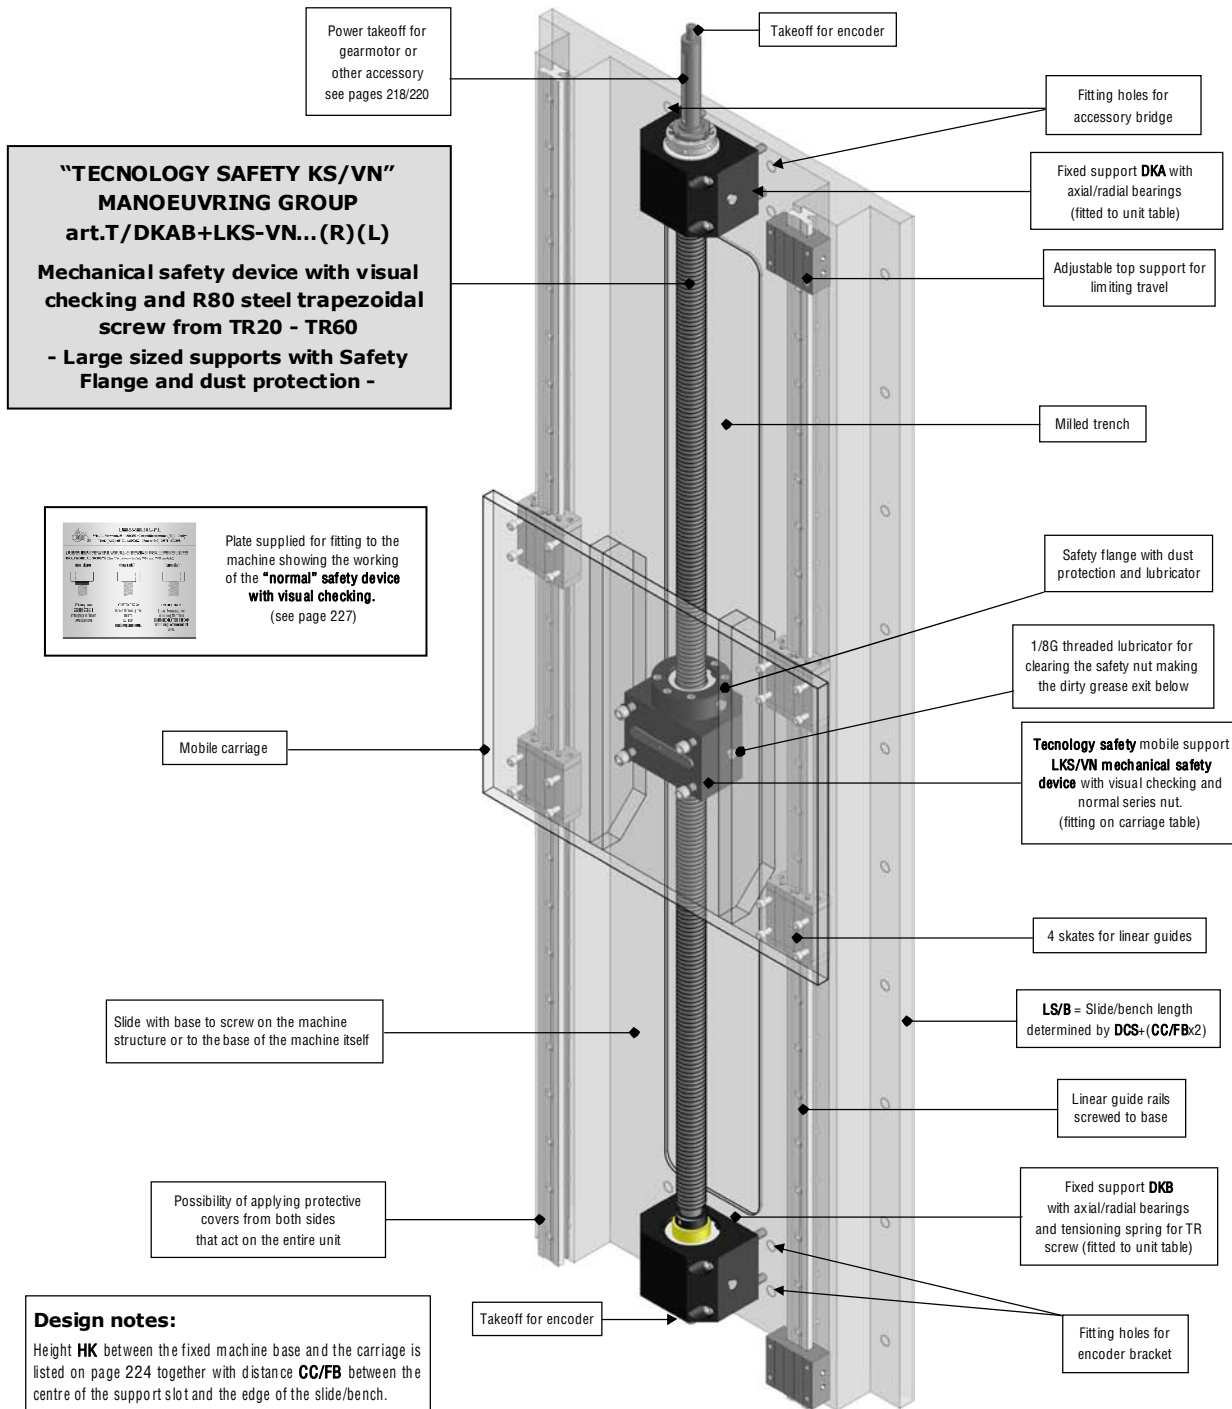 Power takeoff for
gearmotor or
other accessory
see pages 218/220
Takeoff for encoder
Fitting holes for
accessory bridge
“TECNOLOGY SAFETY KS/VN”
MANOEUVRING GROUP
art.T/DKAB+LKS-VN...(R)(L)
Mechanical safety device with visual
checking and R80 steel trapezoidal
screw from TR20 - TR60
- Large sized supports with Safety
Flange and dust protection -
Fixed support DKA with
axial/radial bearings
(fitted to unit table)
Adjustable top support for
limiting travel
Milled trench
Plate supplied for fitting to the
machine showing the working
of the “normal” safety device
with visual checking.
(see page 227)
Safety flange with dust
protection and lubricator
1/8G threaded lubricator for
clearing the safety nut making
the dirty grease exit below
Mobile carriage
Tecnology safety mobile support
LKS/VN mechanical safety
device with visual checking and
normal series nut.
(fitting on carriage table)
4 skates for linear guides
Slide with base to screw on the machine
structure or to the base of the machine itself
LS/B = Slide/bench length
determined by DCS+(CC/FBx2)
Linear guide rails
screwed to base
Possibility of applying protective
covers from both sides
that act on the entire unit
Fixed support DKB
with axial/radial bearings
and tensioning spring for TR
screw (fitted to unit table)
Takeoff for encoder
Fitting holes for
encoder bracket
Design notes:
Height HK between the fixed machine base and the carriage is
listed on page 224 together with distance CC/FB between the
centre of the support slot and the edge of the slide/bench.